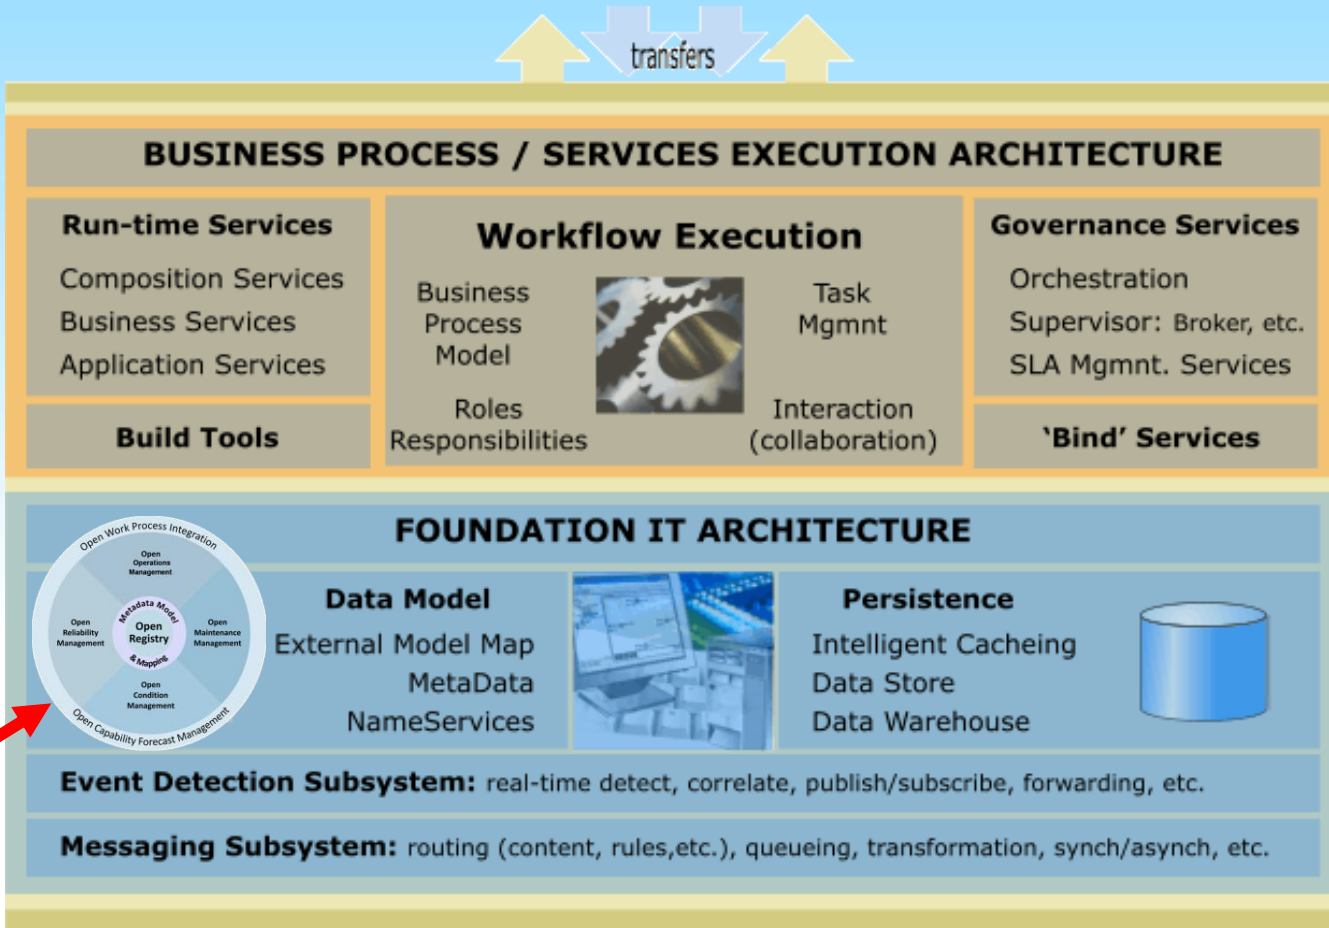 transfers
BUSINESS PROCESS / SERVICES EXECUTION ARCHITECTURE
Run-time Services
Composition Services
Business Services
Application Services
Build Tools
Workflow Execution
Business
Process
Model
Task
Mgmnt
Roles
Responsibilities
Interaction
(collaboration)
Governance Services
Orchestration
Supervisor: Broker, etc.
SLA Mgmnt. Services
‘Bind’ Services
FOUNDATION IT ARCHITECTURE
Open Work Process Integration
Open
Operations
Management
Open
Reliability
Management
Metadata Model
Open
Registry
& Mapping
Open
Maintenance
Management
Open
Condition
Management
Open Capability Forecast Management
Data Model
External Model Map
MetaData
NameServices
Persistence
Intelligent Cacheing
Data Store
Data Warehouse
Event Detection Subsystem: real-time detect, correlate, publish/subscribe, forwarding, etc.
Messaging Subsystem: routing (content, rules,etc.), queueing, transformation, synch/asynch, etc.